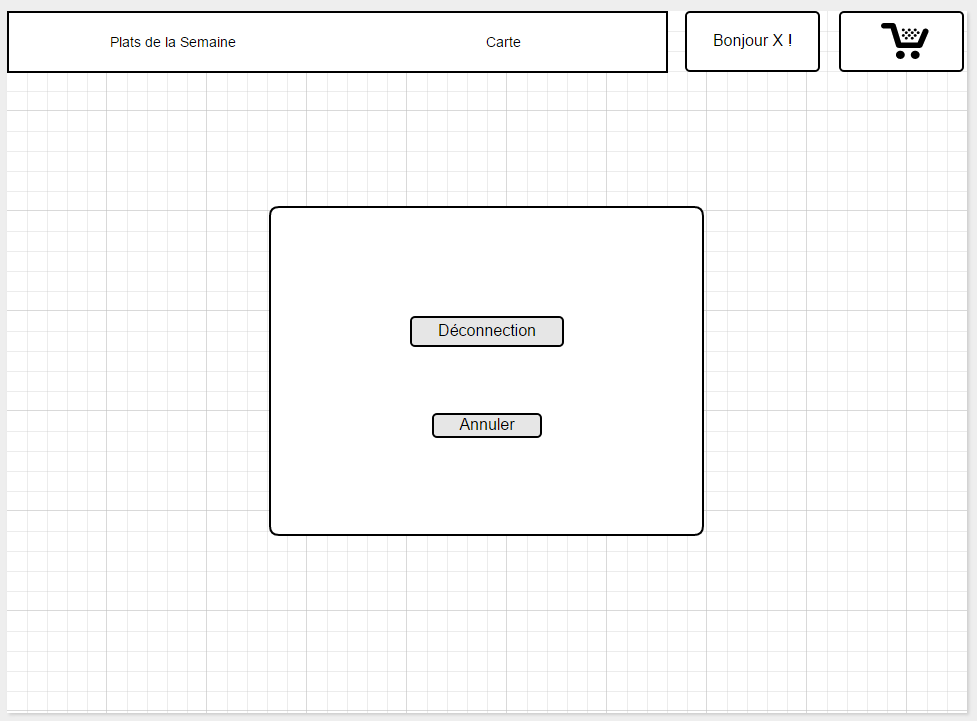 Plats de la Semaine
Carte
Bonjour X !
Déconnection
Annuler